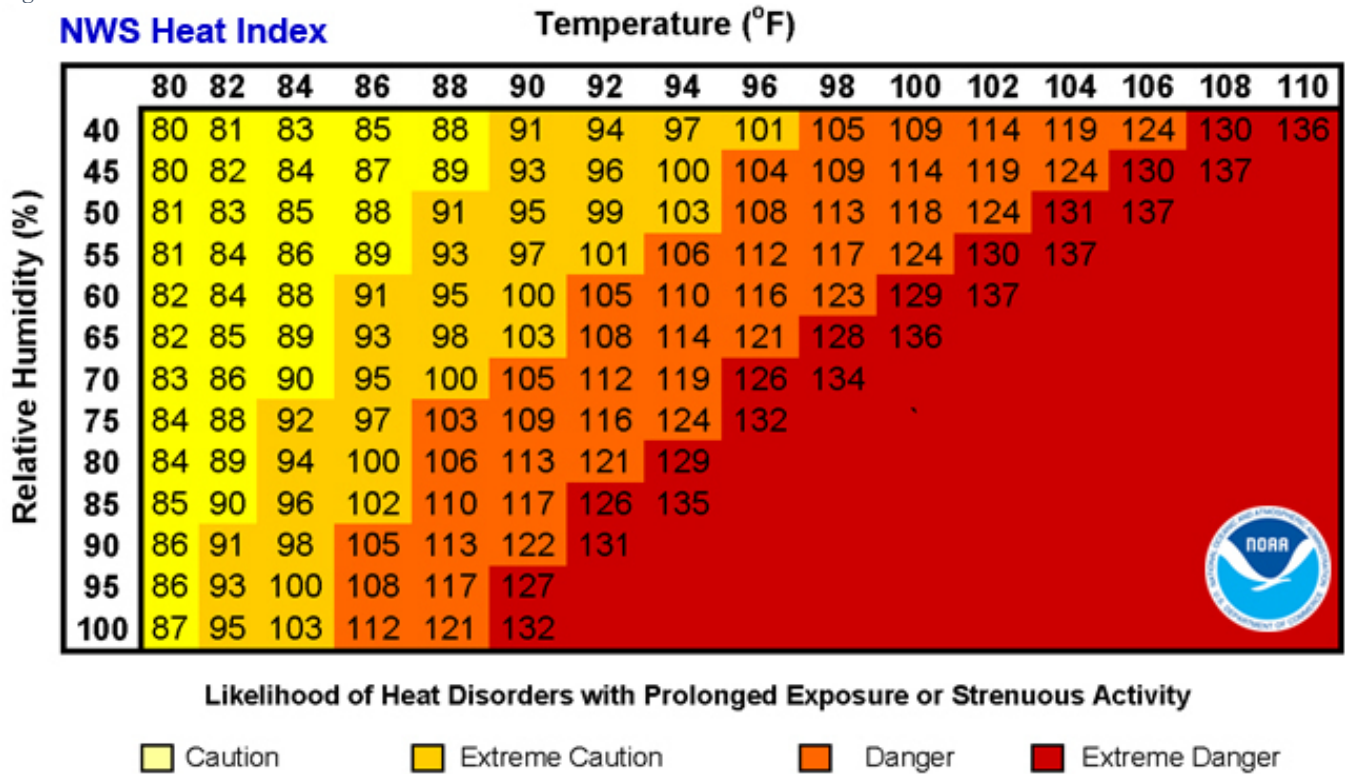 NWS Heat Index
Temperature (°F)
80 82 84 86 88 90 92 94 96 98 100 102 104 106 108 110
Relative Humidity (%)
40 80 81 83 85 88 91 94 97 101 105 109 114 119 124 130 136
45 80 82 84 87 89 93 96 100 104 109 114 119 124 130 137
50 81 83 85 88 91 95 99 103 108 113 118 124 131 137
55 81 84 86 89 93 97 101 106 112 117 124 130 137
60 82 84 88 91 95 100 105 110 116 123 129 137
65 82 85 89 93 98 103 108 114 121 128 136
70 83 86 90 95 100 105 112 119 126 134
75 84 88 92 97 103 109 116 124 132
80 84 89 94 100 106 113 121 129
85 85 90 96 102 110 117 126 135
90 86 91 98 105 113 122 131
95 86 93 100 108 117 127
100 87 95 103 112 121 132
NOAA
NATIONAL OCEANIC AND ATMOSPHERIC ADMINISTRATION
U.S. DEPARTMENT OF COMMERCE
Likelihood of Heat Disorders with Prolonged Exposure or Strenuous Activity
Caution Extreme Caution Danger Extreme Danger